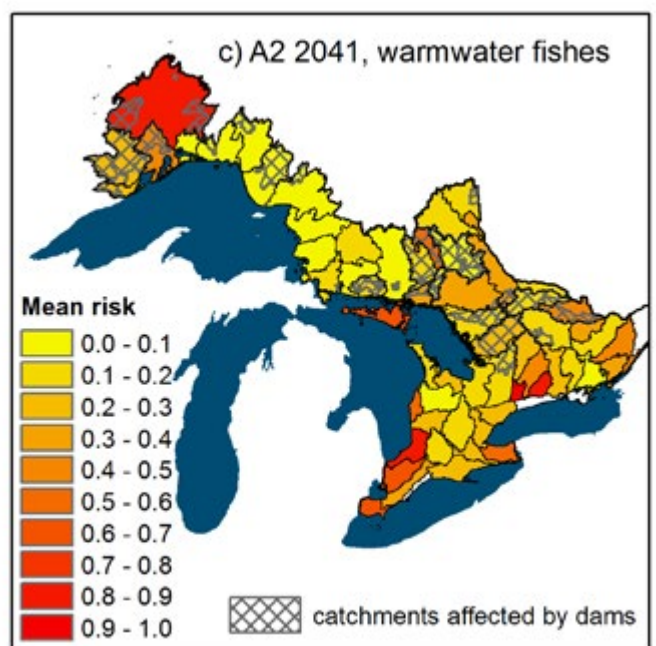 c) A2 2041, warmwater fishes
Mean risk
0.0 - 0.1
0.1 - 0.2
0.2 - 0.3
0.3 - 0.4
0.4 - 0.5
0.5 - 0.6
0.6 - 0.7
0.7 - 0.8
0.8 - 0.9
0.9 - 1.0
catchments affected by dams